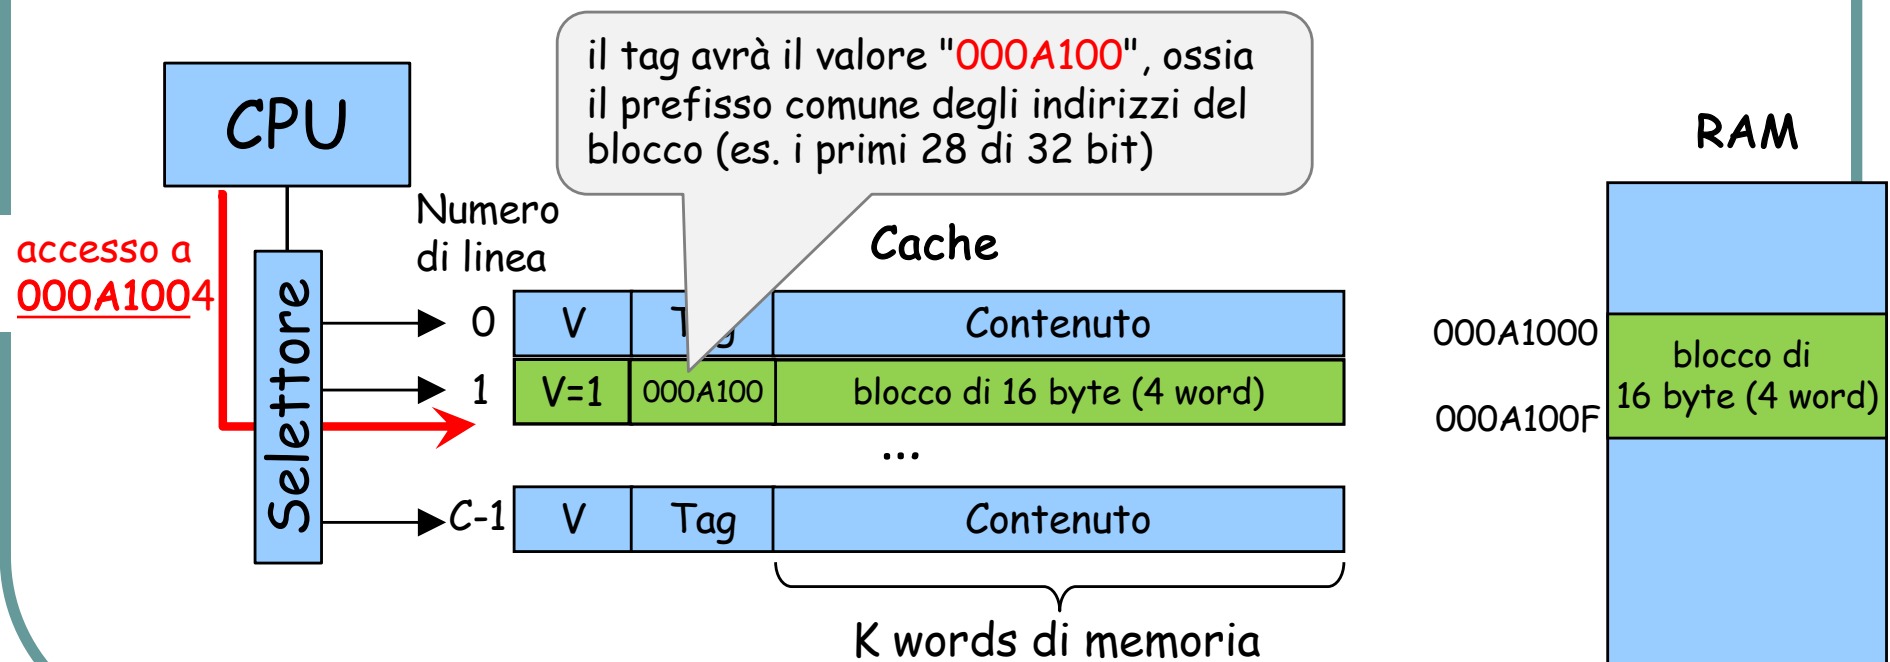 il tag avrà il valore "000A100", ossia
il prefisso comune degli indirizzi del
blocco (es. i primi 28 di 32 bit)
CPU
RAM
Numero
di linea
Cache
accesso a
000A1004
Selettore
0
V
Contenuto
1
V=1
000A100
blocco di 16 byte (4 word)
...
C-1
V
Tag
Contenuto
K words di memoria
000A1000
000A100F
blocco di
16 byte (4 word)